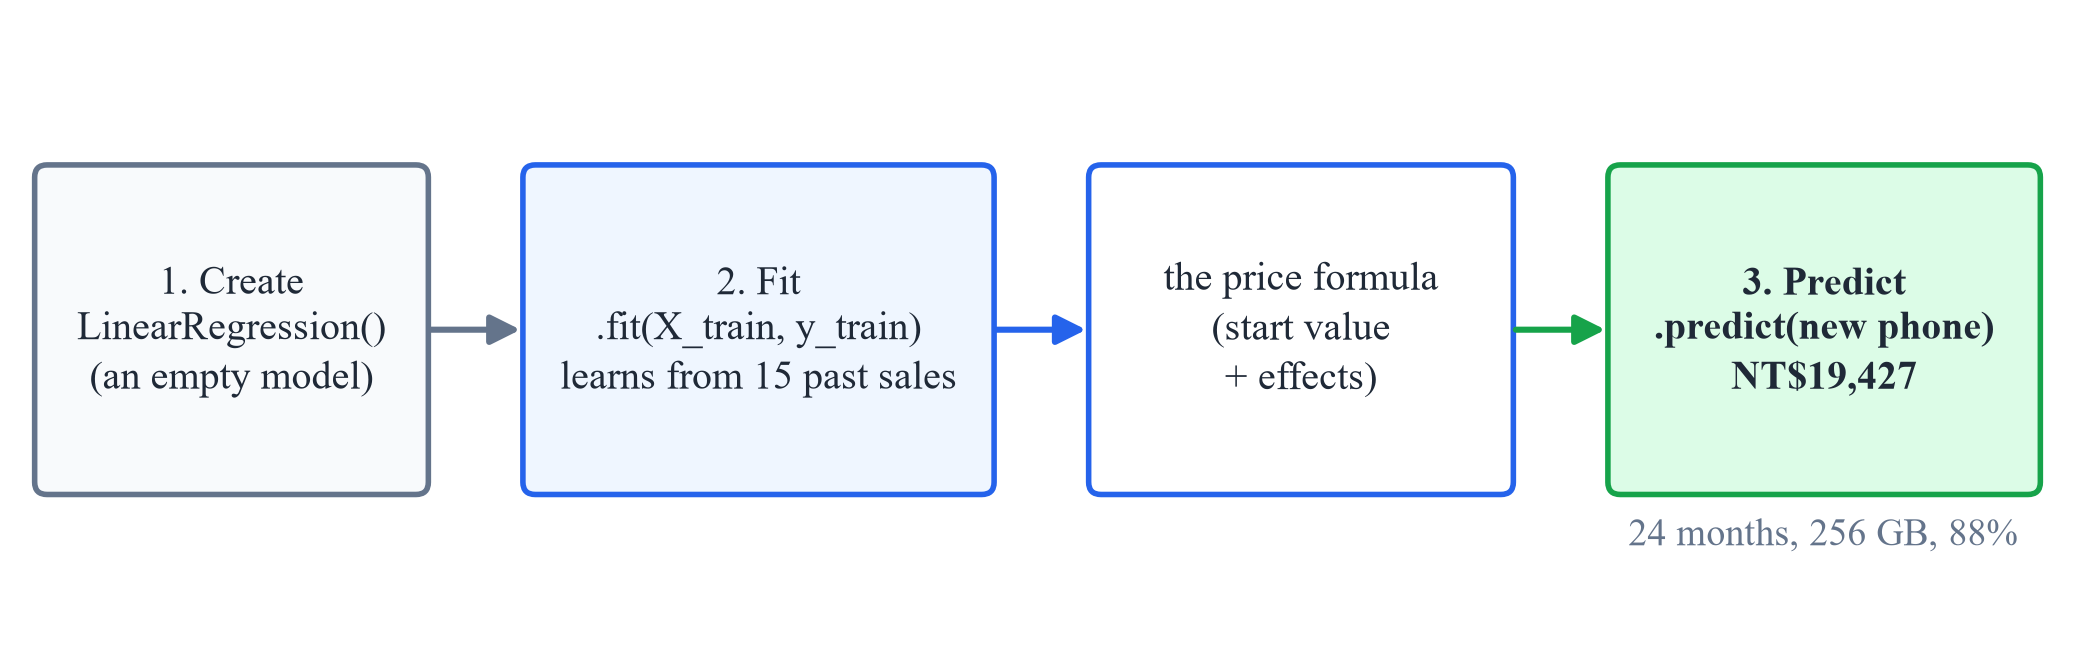 1. Create
LinearRegression()
(an empty model)
2. Fit
.fit(X_train, y_train)
learns from 15 past sales
the price formula
(start value
+ effects)
3. Predict
.predict(new phone)
NT$19,427
24 months, 256 GB, 88%